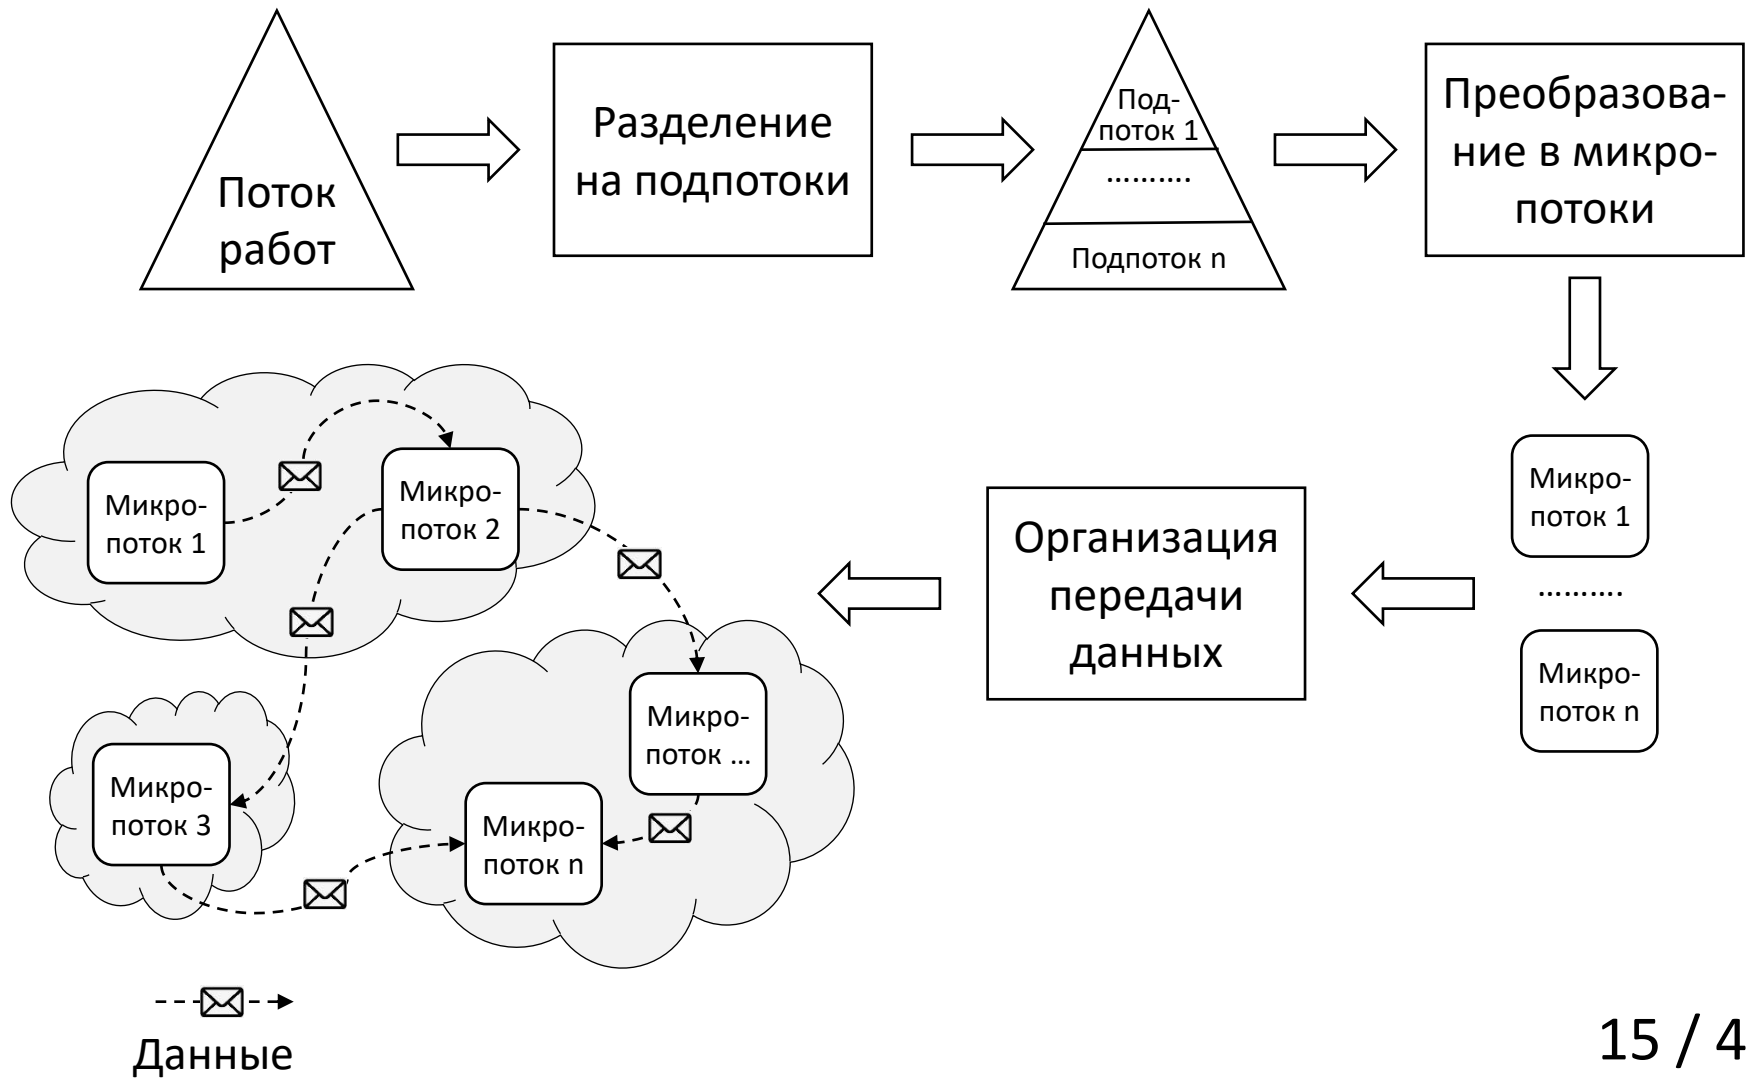 Поток
работ
Разделение
на подпотоки
Под-
поток 1
..........
Подпоток n
Преобразова-
ние в микро-
потоки
Микро-
поток 1
..........
Микро-
поток n
Организация
передачи
данных
Микро-
поток 1
Микро-
поток 2
Микро-
поток 3
Микро-
поток ...
Микро-
поток n
Данные
15 / 4